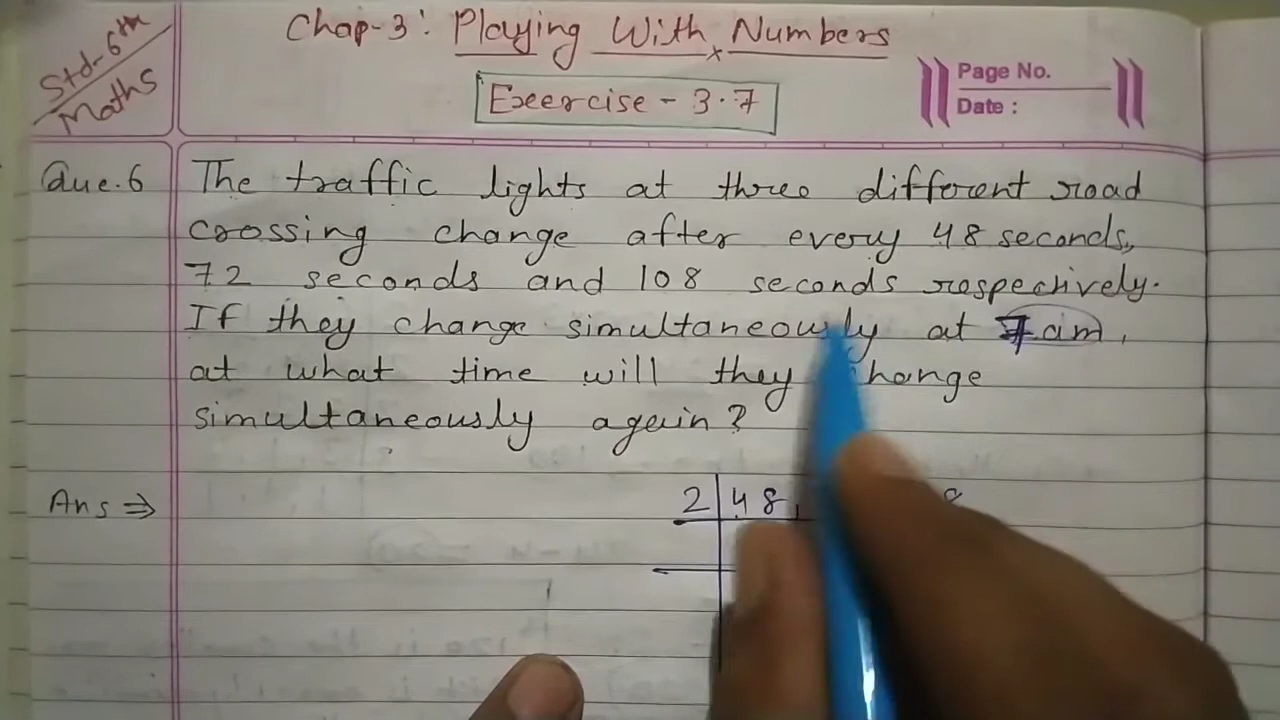 Std-6th
Maths
Chap-3: Playing With Numbers
Exercise - 3.7
Page No.
Date :
Que.6 The traffic lights at three different road
crossing change after every 48 seconds,
72 seconds and 108 seconds respectively.
If they change simultaneously at 7 am,
at what time will they change
simultaneously again?
Ans ⇒ 2 48,